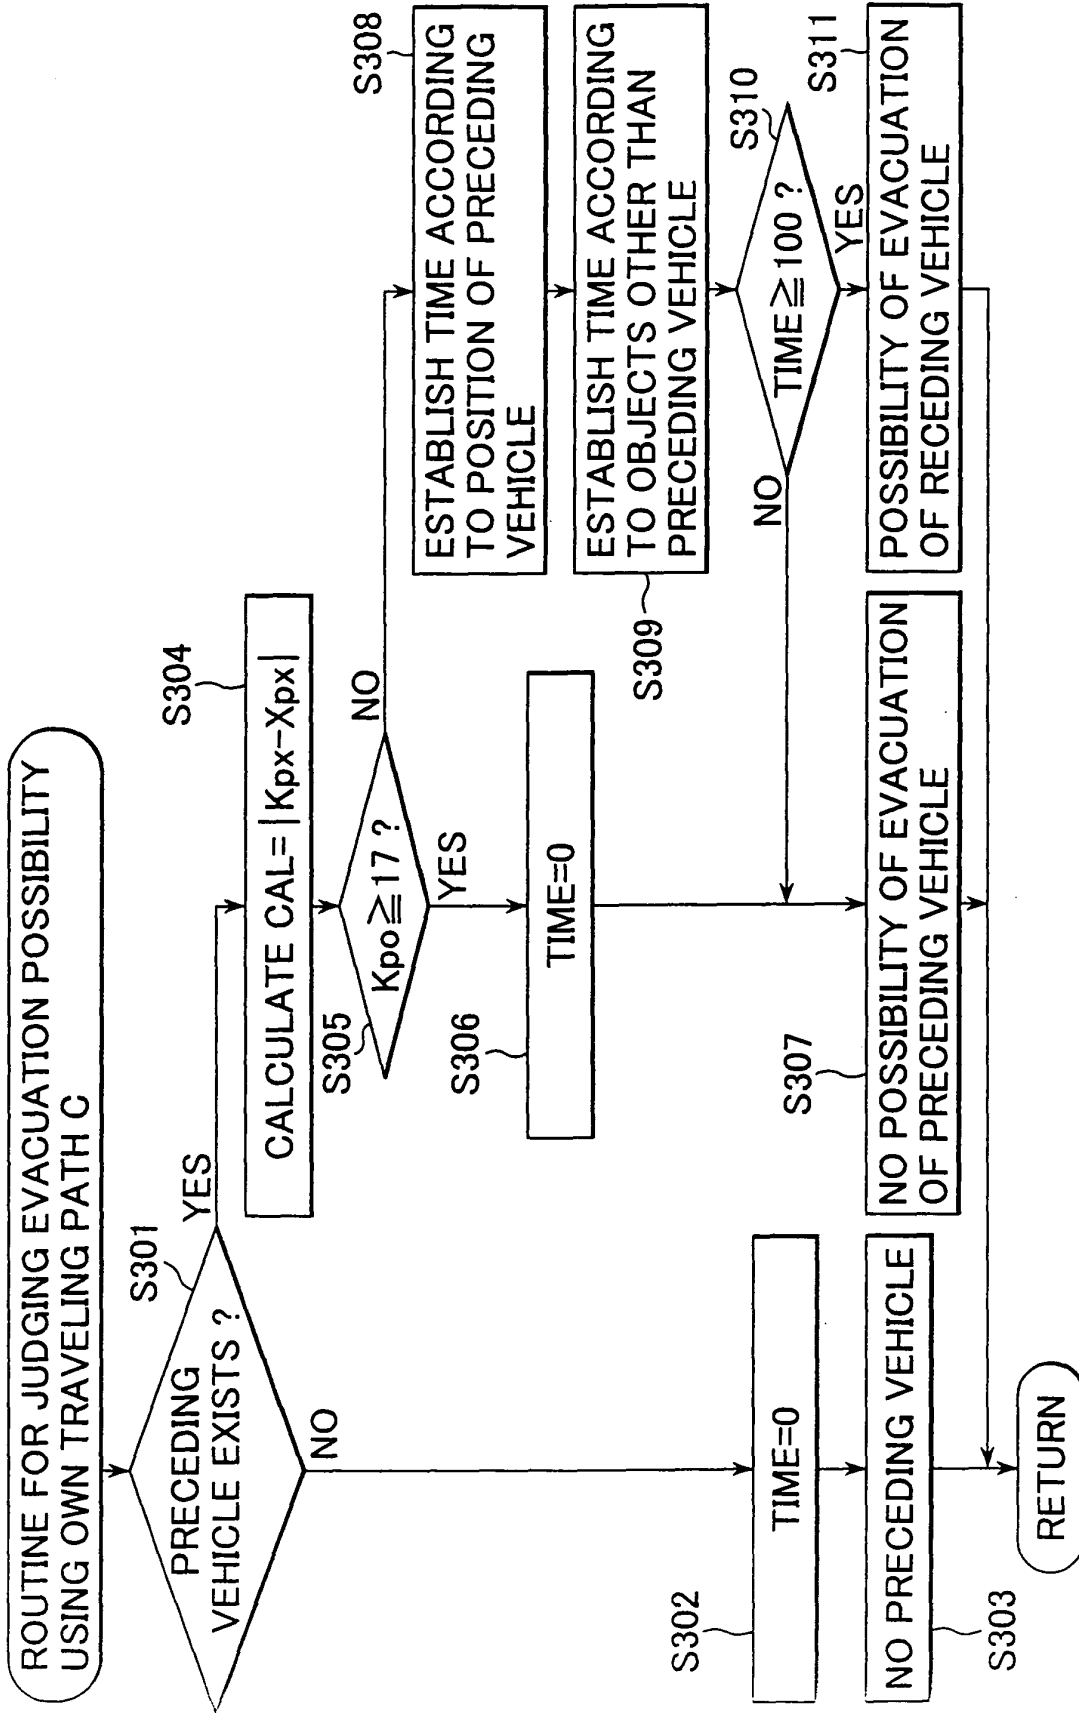 ROUTINE FOR JUDGING EVACUATION POSSIBILITY
USING OWN TRAVELING PATH C
S301
PRECEDING
VEHICLE EXISTS ?
YES
NO
S302
TIME=0
S303
NO PRECEDING VEHICLE
RETURN
S304
CALCULATE CAL=|Kpx-Xpx|
S305
Kpo≧17 ?
NO
YES
S306
TIME=0
S307
NO POSSIBILITY OF EVACUATION
OF PRECEDING VEHICLE
S308
ESTABLISH TIME ACCORDING
TO POSITION OF PRECEDING
VEHICLE
S309
ESTABLISH TIME ACCORDING
TO OBJECTS OTHER THAN
PRECEDING VEHICLE
S310
TIME≧100 ?
NO
YES
S311
POSSIBILITY OF EVACUATION
OF RECEDING VEHICLE